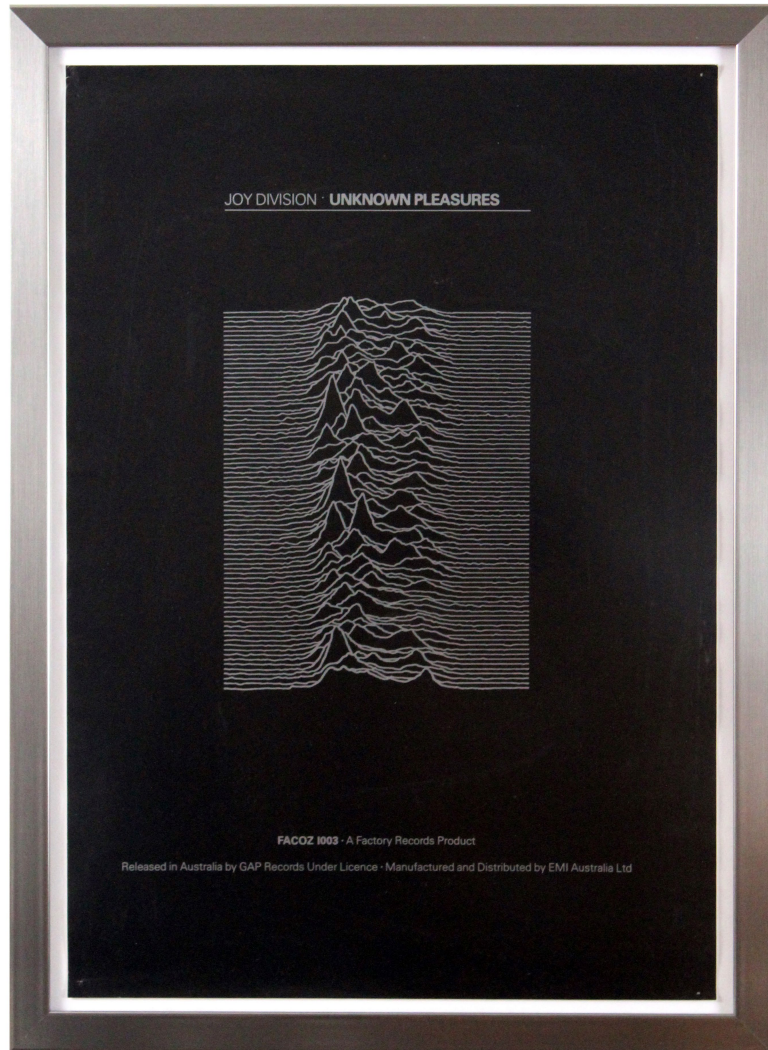 JOY DIVISION · UNKNOWN PLEASURES
FACOZ I003 · A Factory Records Product
Released in Australia by GAP Records Under Licence · Manufactured and Distributed by EMI Australia Ltd